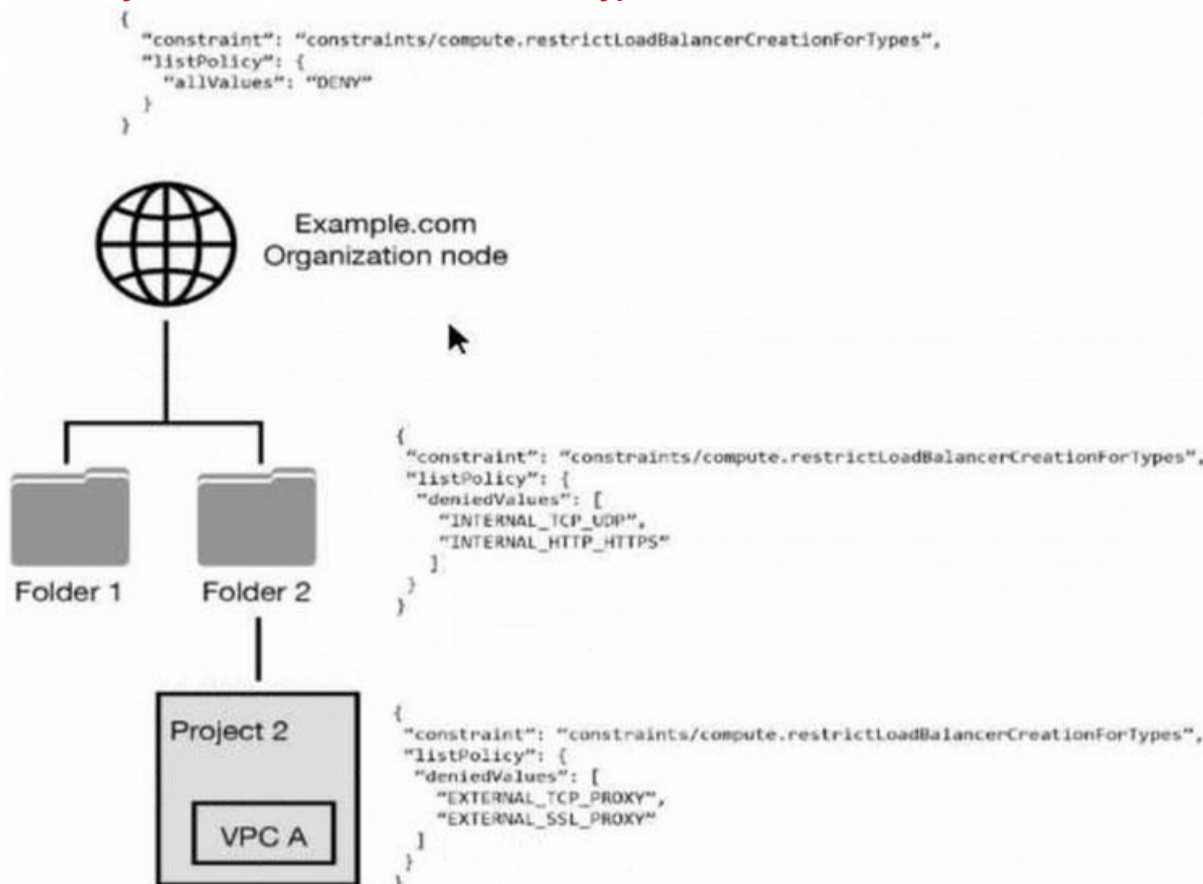 {
"constraint": "constraints/compute.restrictLoadBalancerCreationForTypes",
"listPolicy": {
"allValues": "DENY"
}
}
Example.com
Organization node
{
"constraint": "constraints/compute.restrictLoadBalancerCreationForTypes",
"listPolicy": {
"deniedValues": [
"INTERNAL_TCP_UDP",
"INTERNAL_HTTP_HTTPS"
]
}
}
Folder 1
Folder 2
Project 2
VPC A
{
"constraint": "constraints/compute.restrictLoadBalancerCreationForTypes",
"listPolicy": {
"deniedValues": [
"EXTERNAL_TCP_PROXY",
"EXTERNAL_SSL_PROXY"
]
}
}